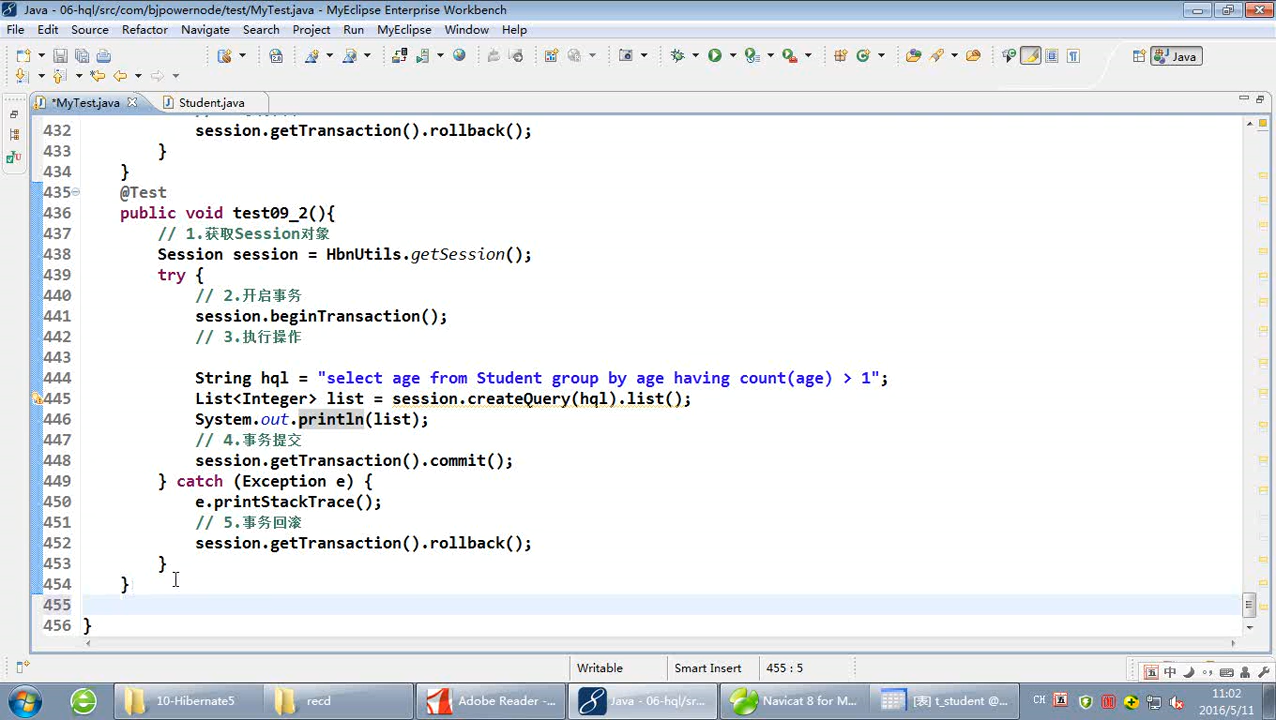 Java - 06-hql/src/com/bjpowernode/test/MyTest.java - MyEclipse Enterprise Workbench
File Edit Source Refactor Navigate Search Project Run MyEclipse Window Help
Java
*MyTest.java Student.java
432 session.getTransaction().rollback();
433 }
434 }
435 @Test
436 public void test09_2(){
437 // 1.获取Session对象
438 Session session = HbnUtils.getSession();
439 try {
440 // 2.开启事务
441 session.beginTransaction();
442 // 3.执行操作
443
444 String hql = "select age from Student group by age having count(age) > 1";
445 List<Integer> list = session.createQuery(hql).list();
446 System.out.println(list);
447 // 4.事务提交
448 session.getTransaction().commit();
449 } catch (Exception e) {
450 e.printStackTrace();
451 // 5.事务回滚
452 session.getTransaction().rollback();
453 }
454 }
455
456 }
Writable Smart Insert 455 : 5
五 中
10-Hibernate5 recd Adobe Reader - ... Java - 06-hql/sr... Navicat 8 for M... [表] t_student @... CH 五 11:02
2016/5/11